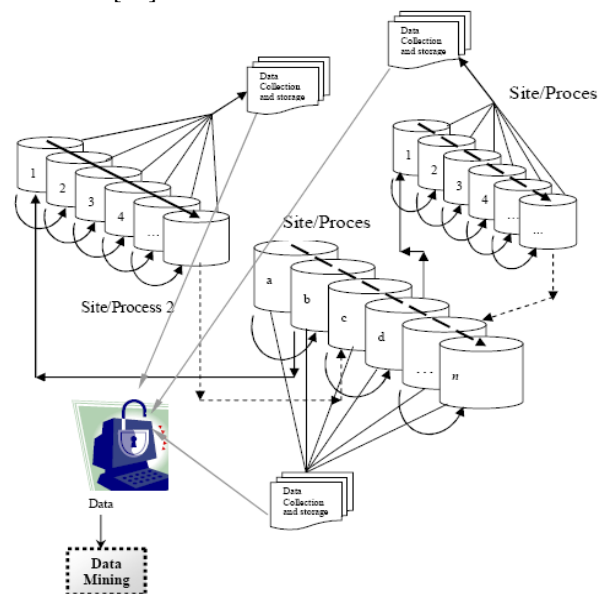 Data
Collection
and storage
Data
Collection
and storage
Site/Proces
1
2
3
4
...
1
2
3
4
...
...
Site/Proces
Site/Process 2
a
b
c
d
...
n
Data
Collection
and storage
Data
Data
Mining